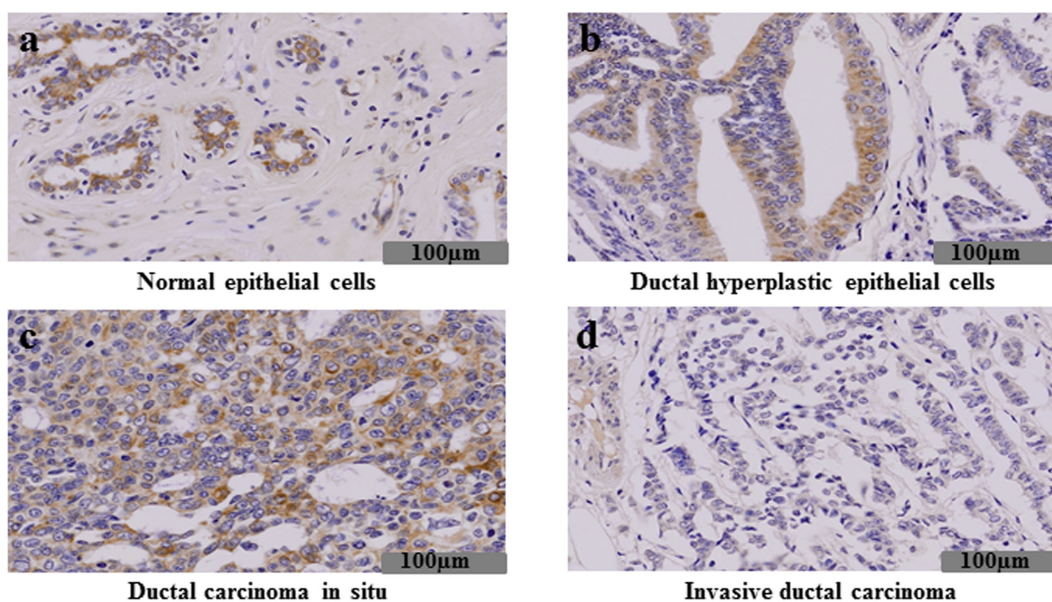 a
b
100μm
100μm
Normal epithelial cells
Ductal hyperplastic epithelial cells
c
d
100μm
100μm
Ductal carcinoma in situ
Invasive ductal carcinoma